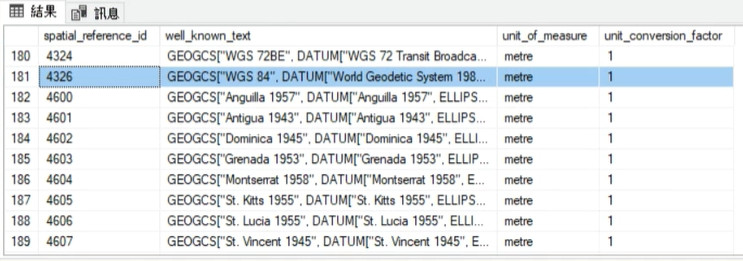 結果 訊息
spatial_reference_id well_known_text unit_of_measure unit_conversion_factor
180 4324 GEOGCS["WGS 72BE", DATUM["WGS 72 Transit Broadca... metre 1
181 4326 GEOGCS["WGS 84", DATUM["World Geodetic System 198... metre 1
182 4600 GEOGCS["Anguilla 1957", DATUM["Anguilla 1957", ELLIPS... metre 1
183 4601 GEOGCS["Antigua 1943", DATUM["Antigua 1943", ELLIPS... metre 1
184 4602 GEOGCS["Dominica 1945", DATUM["Dominica 1945", ELLI... metre 1
185 4603 GEOGCS["Grenada 1953", DATUM["Grenada 1953", ELLIP... metre 1
186 4604 GEOGCS["Montserrat 1958", DATUM["Montserrat 1958", E... metre 1
187 4605 GEOGCS["St. Kitts 1955", DATUM["St. Kitts 1955", ELLIPS... metre 1
188 4606 GEOGCS["St. Lucia 1955", DATUM["St. Lucia 1955", ELLI... metre 1
189 4607 GEOGCS["St. Vincent 1945", DATUM["St. Vincent 1945", E... metre 1